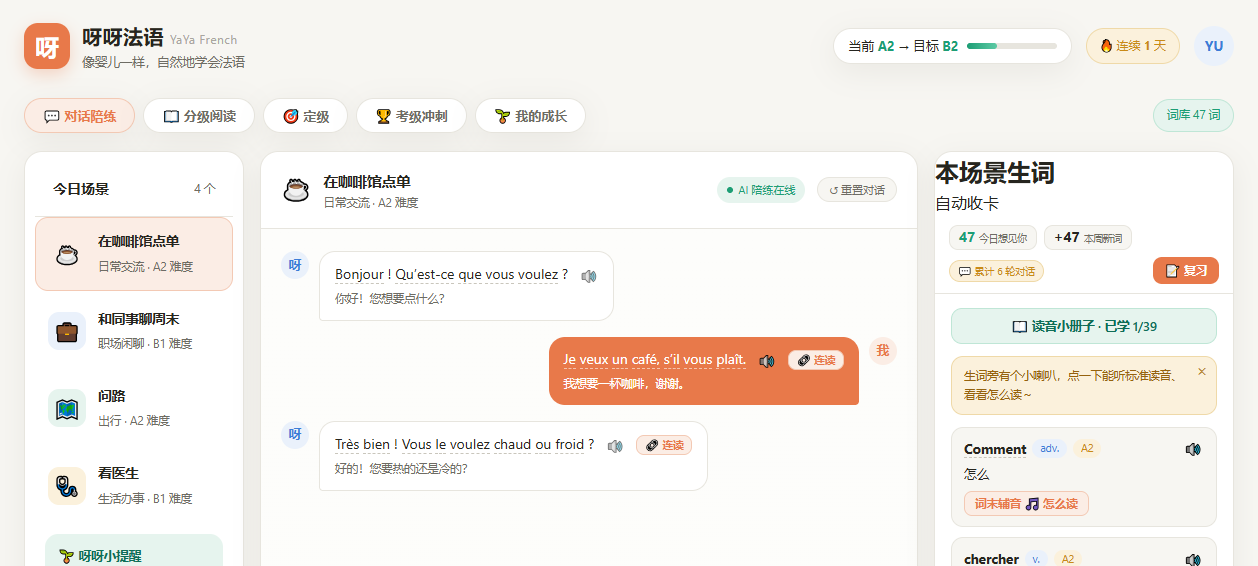 呀
呀呀法语 YaYa French
像婴儿一样，自然地学会法语
当前 A2 → 目标 B2
连续 1 天
YU
对话陪练
分级阅读
定级
考级冲刺
我的成长
词库 47 词
今日场景 4 个
在咖啡馆点单
日常交流 · A2 难度
和同事聊周末
职场闲聊 · B1 难度
问路
出行 · A2 难度
看医生
生活办事 · B1 难度
呀呀小提醒
在咖啡馆点单
日常交流 · A2 难度
AI 陪练在线
↺ 重置对话
呀
Bonjour ! Qu'est-ce que vous voulez ?
你好！您想要点什么？
Je veux un café, s'il vous plaît. 连读
我想要一杯咖啡，谢谢。
我
呀
Très bien ! Vous le voulez chaud ou froid ? 连读
好的！您要热的还是冷的？
本场景生词
自动收卡
47 今日想见你
+47 本周新词
累计 6 轮对话
复习
读音小册子 · 已学 1/39
生词旁有个小喇叭，点一下能听标准读音、
看看怎么读～
×
Comment adv. A2
怎么
词末辅音 怎么读
chercher v. A2